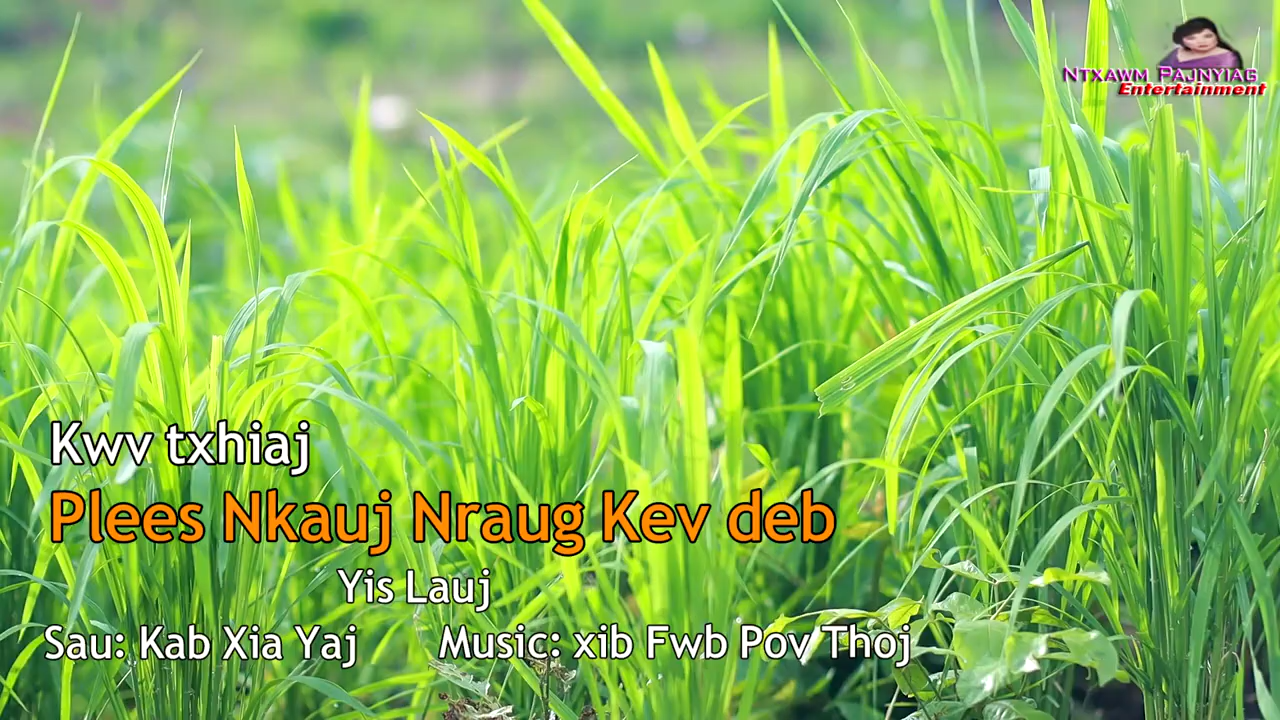 NTXAWM PAJNYIAG
Entertainment
Kwv txhiaj
Plees Nkauj Nraug Kev deb
Yis Lauj
Sau: Kab Xia Yaj Music: xib Fwb Pov Thoj